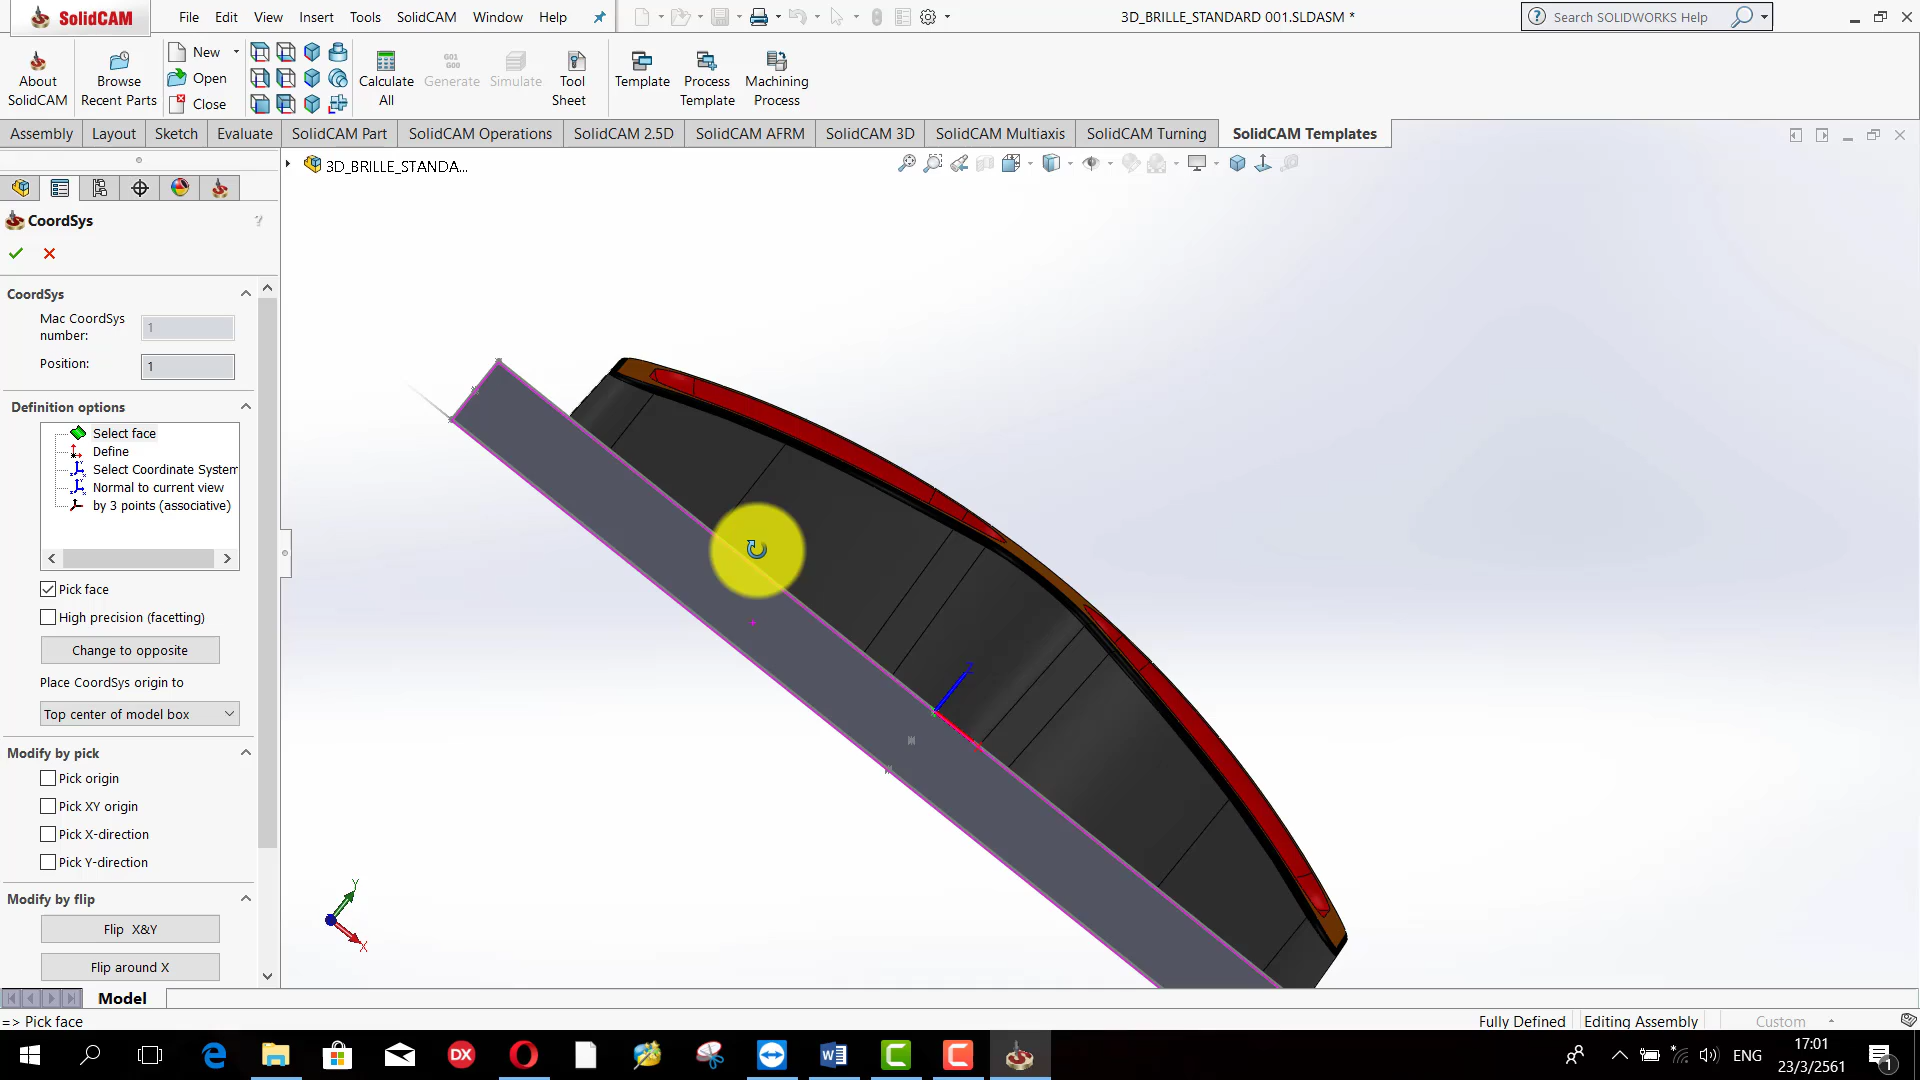 SolidCAM
File Edit View Insert Tools SolidCAM Window Help
3D_BRILLE_STANDARD 001.SLDASM *
Search SOLIDWORKS Help
About SolidCAM
Browse Recent Parts
New
Open
Close
Calculate All
G01 G00
Generate
Simulate
Tool Sheet
Template
Process Template
Machining Process
Assembly Layout Sketch Evaluate SolidCAM Part SolidCAM Operations SolidCAM 2.5D SolidCAM AFRM SolidCAM 3D SolidCAM Multiaxis SolidCAM Turning SolidCAM Templates
3D_BRILLE_STANDA...
CoordSys
?
CoordSys
Mac CoordSys number:
1
Position:
1
Definition options
Select face
Define
Select Coordinate System
Normal to current view
by 3 points (associative)
Pick face
High precision (facetting)
Change to opposite
Place CoordSys origin to
Top center of model box
Modify by pick
Pick origin
Pick XY origin
Pick X-direction
Pick Y-direction
Modify by flip
Flip X&Y
Flip around X
Z
Y
X
Model
=> Pick face
Fully Defined
Editing Assembly
Custom
DX
ENG
17:01
23/3/2561
1